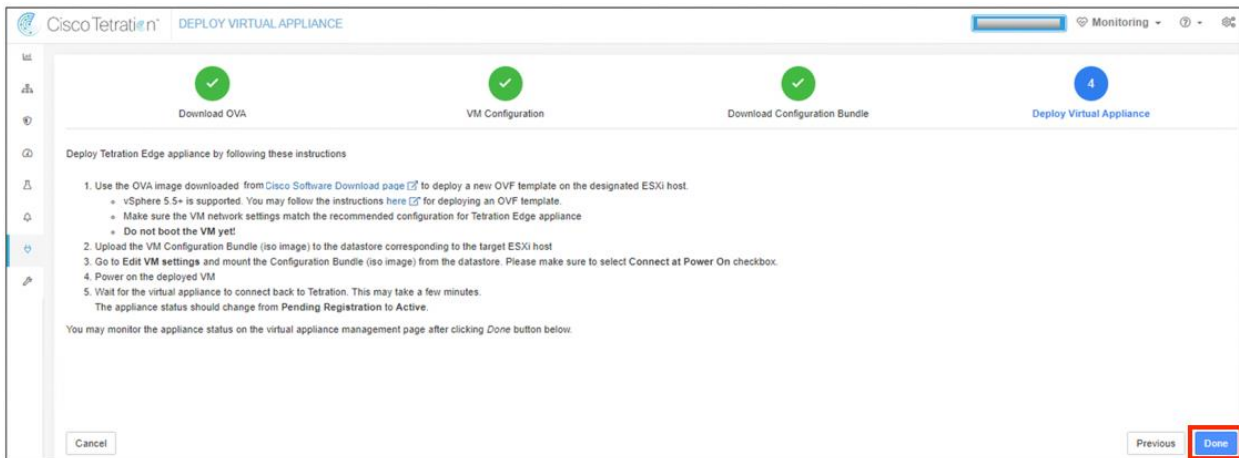 Cisco Tetration™ DEPLOY VIRTUAL APPLIANCE Monitoring
4
Download OVA VM Configuration Download Configuration Bundle Deploy Virtual Appliance
Deploy Tetration Edge appliance by following these instructions
1. Use the OVA image downloaded from Cisco Software Download page to deploy a new OVF template on the designated ESXi host.
vSphere 5.5+ is supported. You may follow the instructions here for deploying an OVF template.
Make sure the VM network settings match the recommended configuration for Tetration Edge appliance
Do not boot the VM yet!
2. Upload the VM Configuration Bundle (iso image) to the datastore corresponding to the target ESXi host
3. Go to Edit VM settings and mount the Configuration Bundle (iso image) from the datastore. Please make sure to select Connect at Power On checkbox.
4. Power on the deployed VM
5. Wait for the virtual appliance to connect back to Tetration. This may take a few minutes.
The appliance status should change from Pending Registration to Active.
You may monitor the appliance status on the virtual appliance management page after clicking Done button below.
Cancel Previous Done